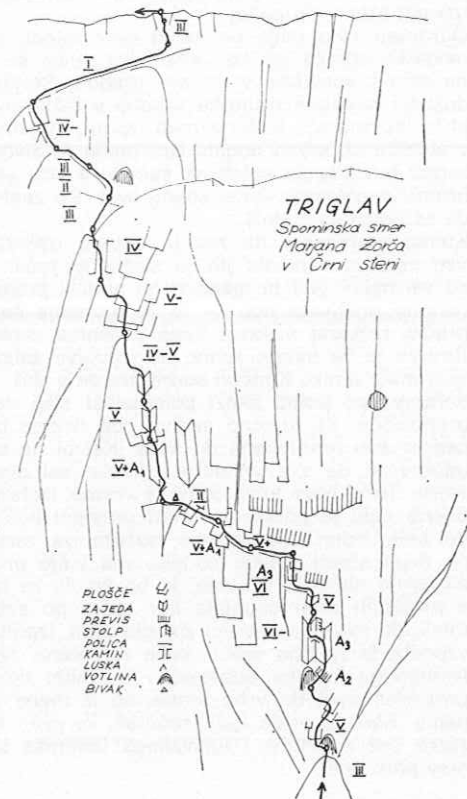 III
I
IV-
III
II
III
TRIGLAV
Spominska smer
Marjana Zorča
v Črni steni
IV
V-
IV-V
V
V+A1
II
V+A1
V+
A3
VI
VI-
V
A3
A2
V
III
PLOŠČE
ZAJEDA
PREVIS
STOLP
POLICA
KAMIN
LUSKA
VOTLINA
BIVAK